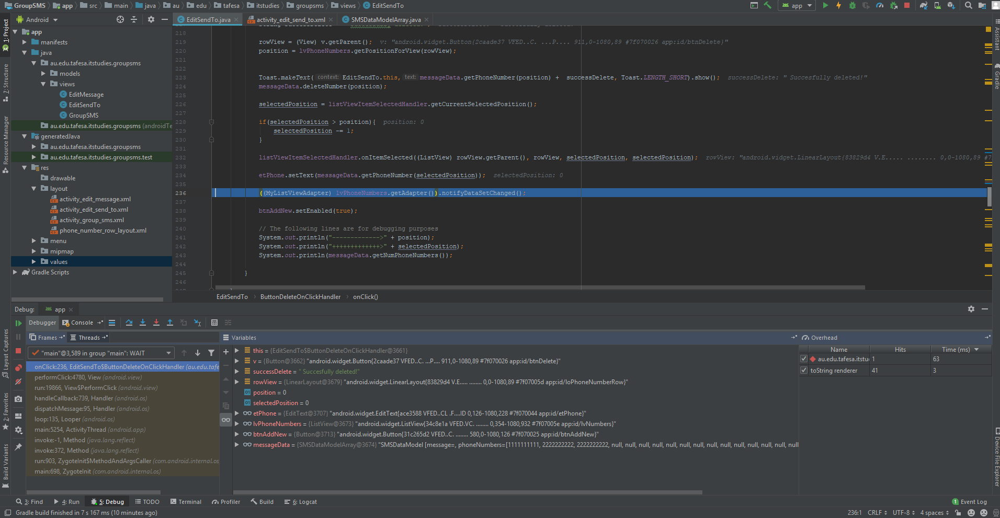 GroupSMS app src main java au edu tafesa itstudies groupsms views EditSendTo
app
Android
EditSendTo.java activity_edit_send_to.xml SMSDataModelArray.java
1: Project
7: Structure
Resource Manager
Layout Captures
2: Favorites
Build Variants
app
manifests
java
au.edu.tafesa.itstudies.groupsms
models
views
EditMessage
EditSendTo
GroupSMS
au.edu.tafesa.itstudies.groupsms (androidTe
generatedJava
au.edu.tafesa.itstudies.groupsms
au.edu.tafesa.itstudies.groupsms.test
res
drawable
layout
activity_edit_message.xml
activity_edit_send_to.xml
activity_group_sms.xml
phone_number_row_layout.xml
menu
mipmap
values
Gradle Scripts
218
219 rowView = (View) v.getParent(); v: "android.widget.Button{2caade37 VFED..C. ...P.... 911,0-1080,89 #7f070026 app:id/btnDelete}"
220 position = lvPhoneNumbers.getPositionForView(rowView);
221
222
223 Toast.makeText( context: EditSendTo.this, text: messageData.getPhoneNumber(position) + successDelete, Toast.LENGTH_SHORT).show(); successDelete: " Succesfully deleted!"
224 messageData.deleteNumber(position);
225
226 selectedPosition = listViewItemSelectedHandler.getCurrentSelectedPosition();
227
228 if(selectedPosition > position){ position: 0
229 selectedPosition -= 1;
230 }
231
232 listViewItemSelectedHandler.onItemSelected((ListView) rowView.getParent(), rowView, selectedPosition, selectedPosition); rowView: "android.widget.LinearLayout{83829d4 V.E..... ........ 0,0-1080,89 #7
233
234 etPhone.setText(messageData.getPhoneNumber(selectedPosition)); selectedPosition: 0
235
236 ((MyListViewAdapter) lvPhoneNumbers.getAdapter()).notifyDataSetChanged();
237
238 btnAddNew.setEnabled(true);
239
240 // The following lines are for debugging purposes
241 System.out.println("------------->" + position);
242 System.out.println("+++++++++++++>" + selectedPosition);
243 System.out.println(messageData.getNumPhoneNumbers());
244
245 }
246
EditSendTo › ButtonDeleteOnClickHandler › onClick()
Assistant
Gradle
Device File Explorer
Debug: app
Debugger Console
Frames Threads
"main"@3,589 in group "main": WAIT
onClick:236, EditSendTo$ButtonDeleteOnClickHandler (au.edu.tafe
performClick:4780, View (android.view)
run:19866, View$PerformClick (android.view)
handleCallback:739, Handler (android.os)
dispatchMessage:95, Handler (android.os)
loop:135, Looper (android.os)
main:5254, ActivityThread (android.app)
invoke:-1, Method (java.lang.reflect)
invoke:372, Method (java.lang.reflect)
run:903, ZygoteInit$MethodAndArgsCaller (com.android.internal.os
main:698, ZygoteInit (com.android.internal.os)
Variables
this = {EditSendTo$ButtonDeleteOnClickHandler@3661}
v = {Button@3662} "android.widget.Button{2caade37 VFED..C. ...P.... 911,0-1080,89 #7f070026 app:id/btnDelete}"
successDelete = " Succesfully deleted!"
rowView = {LinearLayout@3679} "android.widget.LinearLayout{83829d4 V.E..... ........ 0,0-1080,89 #7f07005d app:id/loPhoneNumberRow}"
position = 0
selectedPosition = 0
etPhone = {EditText@3707} "android.widget.EditText{ace3588 VFED..CL .F....ID 0,126-1080,228 #7f070044 app:id/etPhone}"
lvPhoneNumbers = {ListView@3673} "android.widget.ListView{34c8e1a VFED.VC. ........ 0,354-1080,932 #7f07005e app:id/lvNumbers}"
btnAddNew = {Button@3713} "android.widget.Button{31c265d2 VFED..C. ........ 580,0-1080,126 #7f070025 app:id/btnAddNew}"
messageData = {SMSDataModelArray@3674} "SMSDataModel [message=, phoneNumbers=[1111111111, 2222222222, 2222222222, null, null, null, null, null, null, null, null, null, null, null, null, null, null
Overhead
Name Hits Time (ms)
au.edu.tafesa.itstu 1 63
toString renderer 41 3
3: Find 4: Run 5: Debug TODO Terminal Profiler Build 6: Logcat 1 Event Log
Gradle build finished in 7 s 167 ms (10 minutes ago) 236:1 CRLF UTF-8 4 spaces